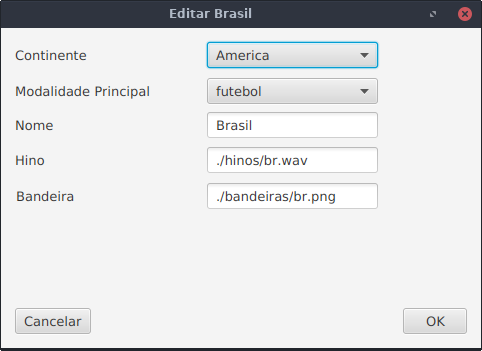 Editar Brasil
Continente America
Modalidade Principal futebol
Nome Brasil
Hino ./hinos/br.wav
Bandeira ./bandeiras/br.png
Cancelar OK